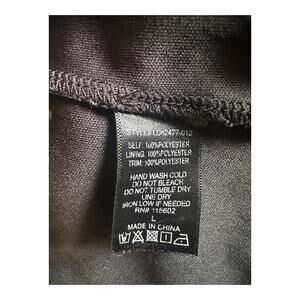 SELF: 100%POLYESTER
LINING: 100%POLYESTER
TRIM: 100%POLYESTER
HAND WASH COLD
DO NOT BLEACH
DO NOT TUMBLE DRY
LINE DRY
IRON LOW IF NEEDED
RN# 115602
L
MADE IN CHINA